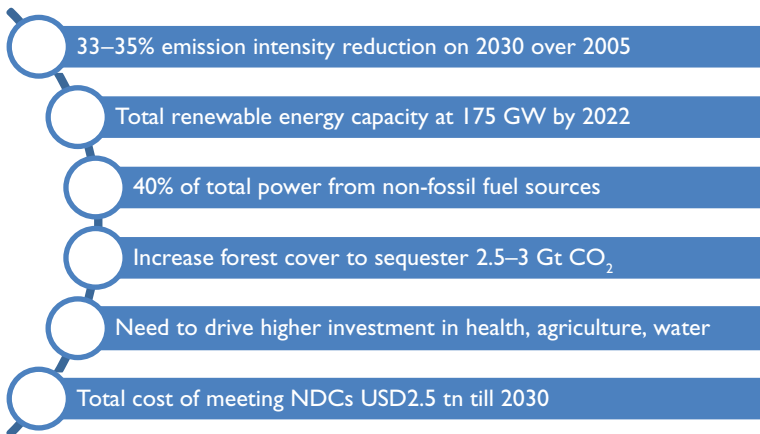 33–35% emission intensity reduction on 2030 over 2005
Total renewable energy capacity at 175 GW by 2022
40% of total power from non-fossil fuel sources
Increase forest cover to sequester 2.5–3 Gt CO₂
Need to drive higher investment in health, agriculture, water
Total cost of meeting NDCs USD2.5 tn till 2030